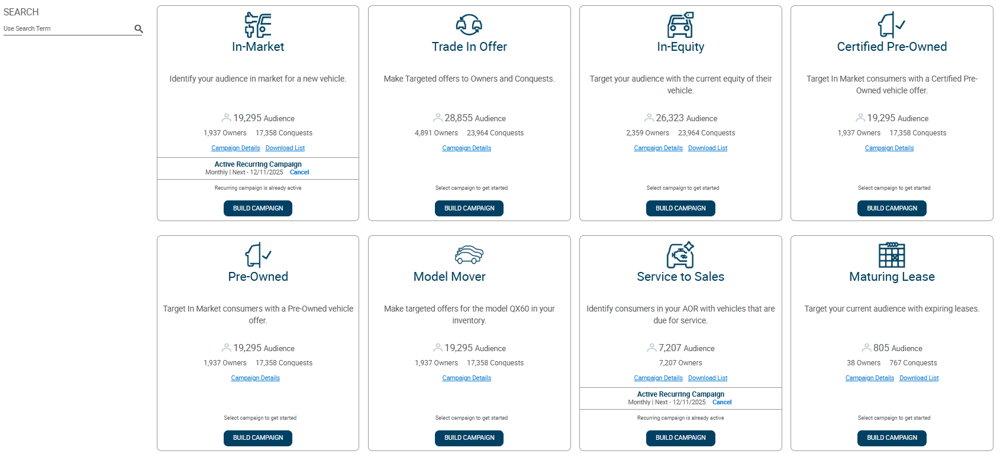 SEARCH
Use Search Term
In-Market
Identify your audience in market for a new vehicle.
19,295 Audience
1,937 Owners 17,358 Conquests
Campaign Details Download List
Active Recurring Campaign
Monthly | Next - 12/11/2025 Cancel
Recurring campaign is already active
BUILD CAMPAIGN
Trade In Offer
Make Targeted offers to Owners and Conquests.
28,855 Audience
4,891 Owners 23,964 Conquests
Campaign Details
Select campaign to get started
BUILD CAMPAIGN
In-Equity
Target your audience with the current equity of their
vehicle.
26,323 Audience
2,359 Owners 23,964 Conquests
Campaign Details Download List
Select campaign to get started
BUILD CAMPAIGN
Certified Pre-Owned
Target In Market consumers with a Certified Pre-
Owned vehicle offer.
19,295 Audience
1,937 Owners 17,358 Conquests
Campaign Details
Select campaign to get started
BUILD CAMPAIGN
Pre-Owned
Target In Market consumers with a Pre-Owned vehicle
offer.
19,295 Audience
1,937 Owners 17,358 Conquests
Campaign Details
Select campaign to get started
BUILD CAMPAIGN
Model Mover
Make targeted offers for the model QX60 in your
inventory.
19,295 Audience
1,937 Owners 17,358 Conquests
Campaign Details
Select campaign to get started
BUILD CAMPAIGN
Service to Sales
Identify consumers in your AOR with vehicles that are
due for service.
7,207 Audience
7,207 Owners
Campaign Details Download List
Active Recurring Campaign
Monthly | Next - 12/11/2025 Cancel
Recurring campaign is already active
BUILD CAMPAIGN
Maturing Lease
Target your current audience with expiring leases.
805 Audience
38 Owners 767 Conquests
Campaign Details Download List
Select campaign to get started
BUILD CAMPAIGN